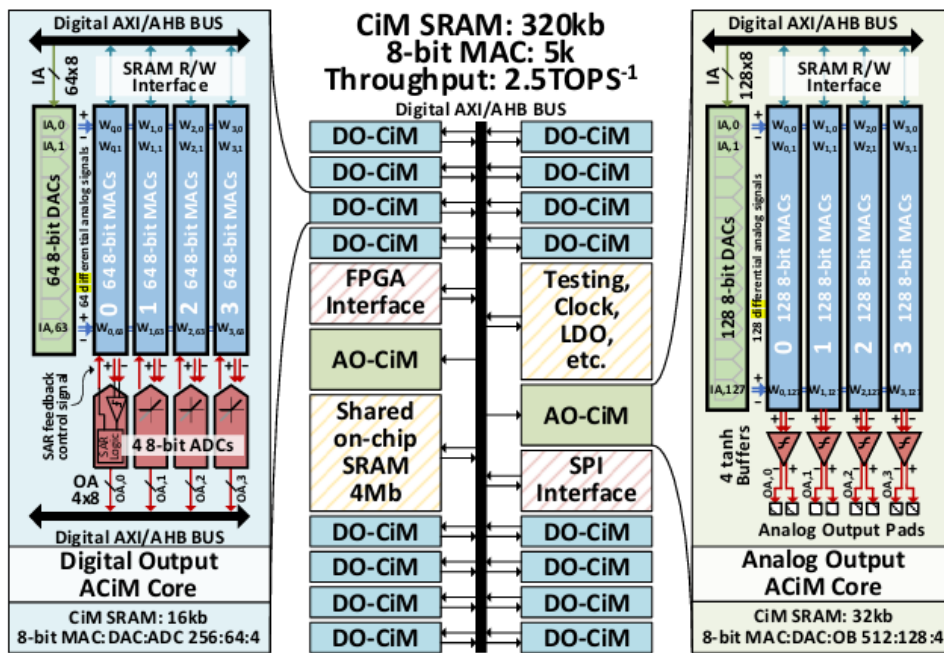 Digital AXI/AHB BUS
IA
64x8
SRAM R/W
Interface
IA,0
IA,1
IA,63
64 8-bit DACs
+
-
64 differential analog signals
+
-
W0,0 W1,0 W2,0 W3,0
W0,1 W1,1 W2,1 W3,1
0 64 8-bit MACs
1 64 8-bit MACs
2 64 8-bit MACs
3 64 8-bit MACs
W0,63 W1,63 W2,63 W3,63
SAR feedback
control signal
+ - + - + - + -
SAR
Logic
4 8-bit ADCs
OA
4x8
OA,0 OA,1 OA,2 OA,3
Digital AXI/AHB BUS
Digital Output
ACiM Core
CiM SRAM: 16kb
8-bit MAC:DAC:ADC 256:64:4
CiM SRAM: 320kb
8-bit MAC: 5k
Throughput: 2.5TOPS-1
Digital AXI/AHB BUS
DO-CiM DO-CiM
DO-CiM DO-CiM
DO-CiM DO-CiM
DO-CiM DO-CiM
FPGA
Interface
Testing,
Clock,
LDO,
etc.
AO-CiM
AO-CiM
Shared
on-chip
SRAM
4Mb
SPI
Interface
DO-CiM DO-CiM
DO-CiM DO-CiM
DO-CiM DO-CiM
DO-CiM DO-CiM
Digital AXI/AHB BUS
IA
128x8
SRAM R/W
Interface
IA,0
IA,1
IA,127
128 8-bit DACs
+
-
128 differential analog signals
+
-
W0,0 W1,0 W2,0 W3,0
W0,1 W1,1 W2,1 W3,1
0 128 8-bit MACs
1 128 8-bit MACs
2 128 8-bit MACs
3 128 8-bit MACs
W0,127 W1,127 W2,127 W3,127
4 tanh
Buffers
- + - + - + - +
OA,0 OA,1 OA,2 OA,3
Analog Output Pads
Analog Output
ACiM Core
CiM SRAM: 32kb
8-bit MAC:DAC:OB 512:128:4